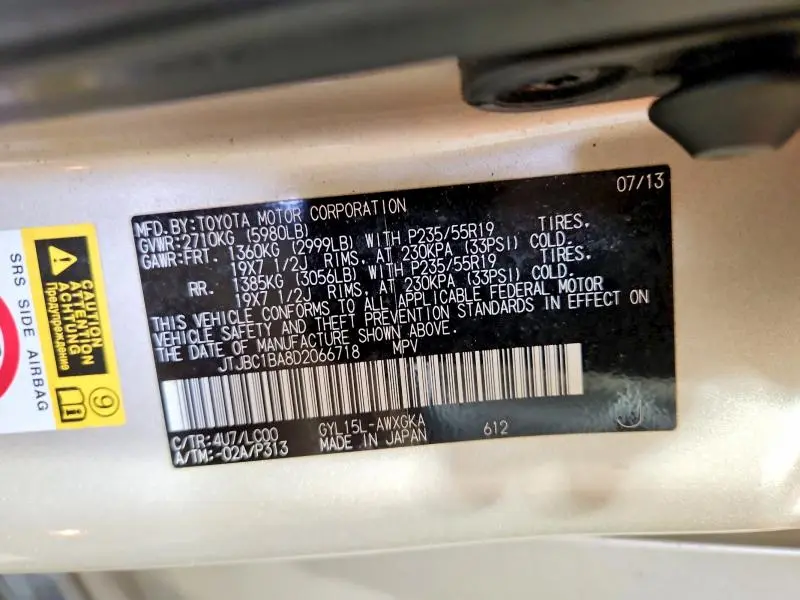 07/13
MFD.BY:TOYOTA MOTOR CORPORATION
GVWR:2710KG (5980LB)
GAWR:FRT. 1360KG (2999LB) WITH P235/55R19 TIRES.
19X7 1/2J RIMS. AT 230KPA (33PSI) COLD.
RR. 1385KG (3056LB) WITH P235/55R19 TIRES.
19X7 1/2J RIMS, AT 230KPA (33PSI) COLD.
THIS VEHICLE CONFORMS TO ALL APPLICABLE FEDERAL MOTOR
VEHICLE SAFETY AND THEFT PREVENTION STANDARDS IN EFFECT ON
THE DATE OF MANUFACTURE SHOWN ABOVE.
JTJBC1BA8D2066718 MPV
C/TR:4U7/LC00 GYL15L-AWXGKA 612
A/TM:-02A/P313 MADE IN JAPAN
SRS SIDE AIRBAG
CAUTION
ATTENTION
ACHTUNG
Предупреждение
9